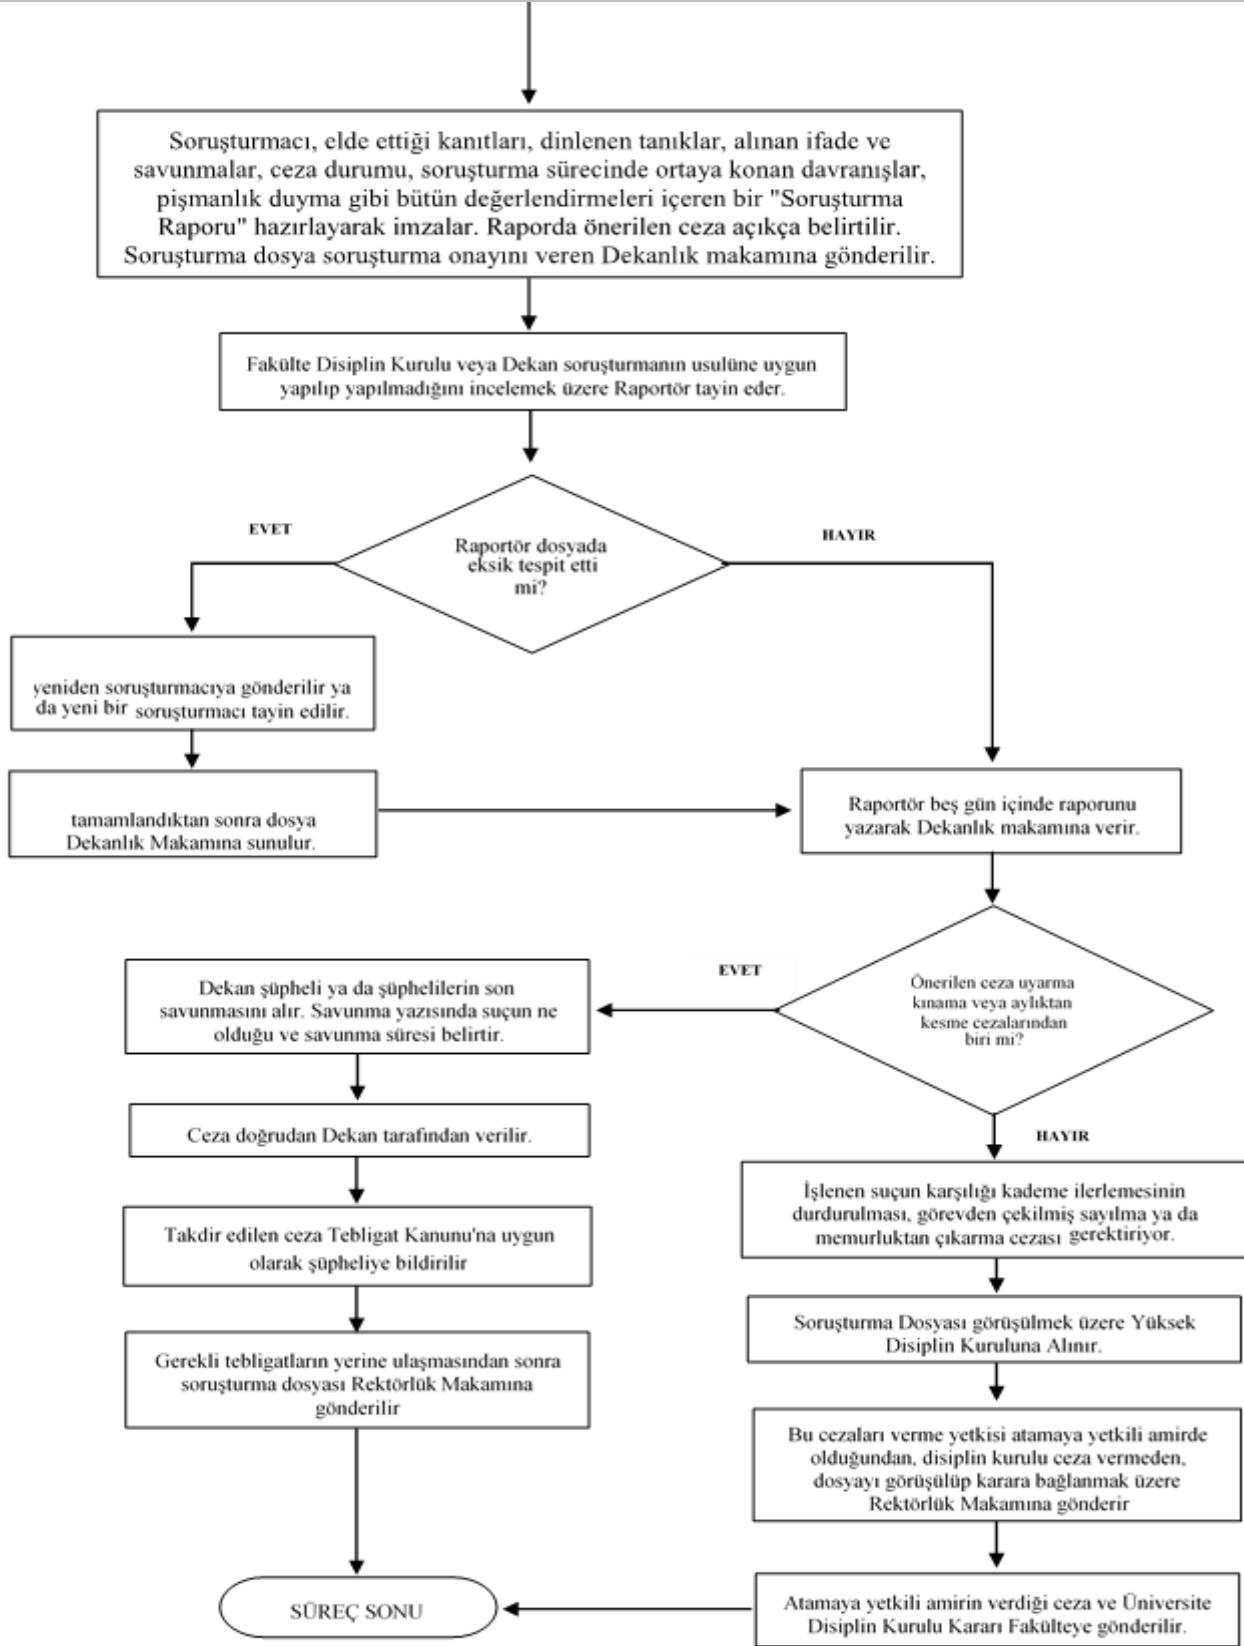 Soruşturmacı, elde ettiği kanıtları, dinlenen tanıklar, alınan ifade ve
savunmalar, ceza durumu, soruşturma sürecinde ortaya konan davranışlar,
pişmanlık duyma gibi bütün değerlendirmeleri içeren bir "Soruşturma
Raporu" hazırlayarak imzalar. Raporda önerilen ceza açıkça belirtilir.
Soruşturma dosya soruşturma onayını veren Dekanlık makamına gönderilir.
Fakülte Disiplin Kurulu veya Dekan soruşturmanın usulüne uygun
yapılıp yapılmadığını incelemek üzere Raportör tayin eder.
EVET
HAYIR
Raportör dosyada
eksik tespit etti
mi?
yeniden soruşturmacıya gönderilir ya
da yeni bir soruşturmacı tayin edilir.
tamamlandıktan sonra dosya
Dekanlık Makamına sunulur.
Raportör beş gün içinde raporunu
yazarak Dekanlık makamına verir.
EVET
Önerilen ceza uyarma
kınama veya aylıktan
kesme cezalarından
biri mi?
HAYIR
Dekan şüpheli ya da şüphelilerin son
savunmasını alır. Savunma yazısında suçun ne
olduğu ve savunma süresi belirtir.
Ceza doğrudan Dekan tarafından verilir.
Takdir edilen ceza Tebligat Kanunu'na uygun
olarak şüpheliye bildirilir
Gerekli tebligatların yerine ulaşmasından sonra
soruşturma dosyası Rektörlük Makamına
gönderilir
İşlenen suçun karşılığı kademe ilerlemesinin
durdurulması, görevden çekilmiş sayılma ya da
memurluktan çıkarma cezası gerektiriyor.
Soruşturma Dosyası görüşülmek üzere Yüksek
Disiplin Kuruluna Alınır.
Bu cezaları verme yetkisi atamaya yetkili amirde
olduğundan, disiplin kurulu ceza vermeden,
dosyayı görüşülüp karara bağlanmak üzere
Rektörlük Makamına gönderir
Atamaya yetkili amirin verdiği ceza ve Üniversite
Disiplin Kurulu Kararı Fakülteye gönderilir.
SÜREÇ SONU